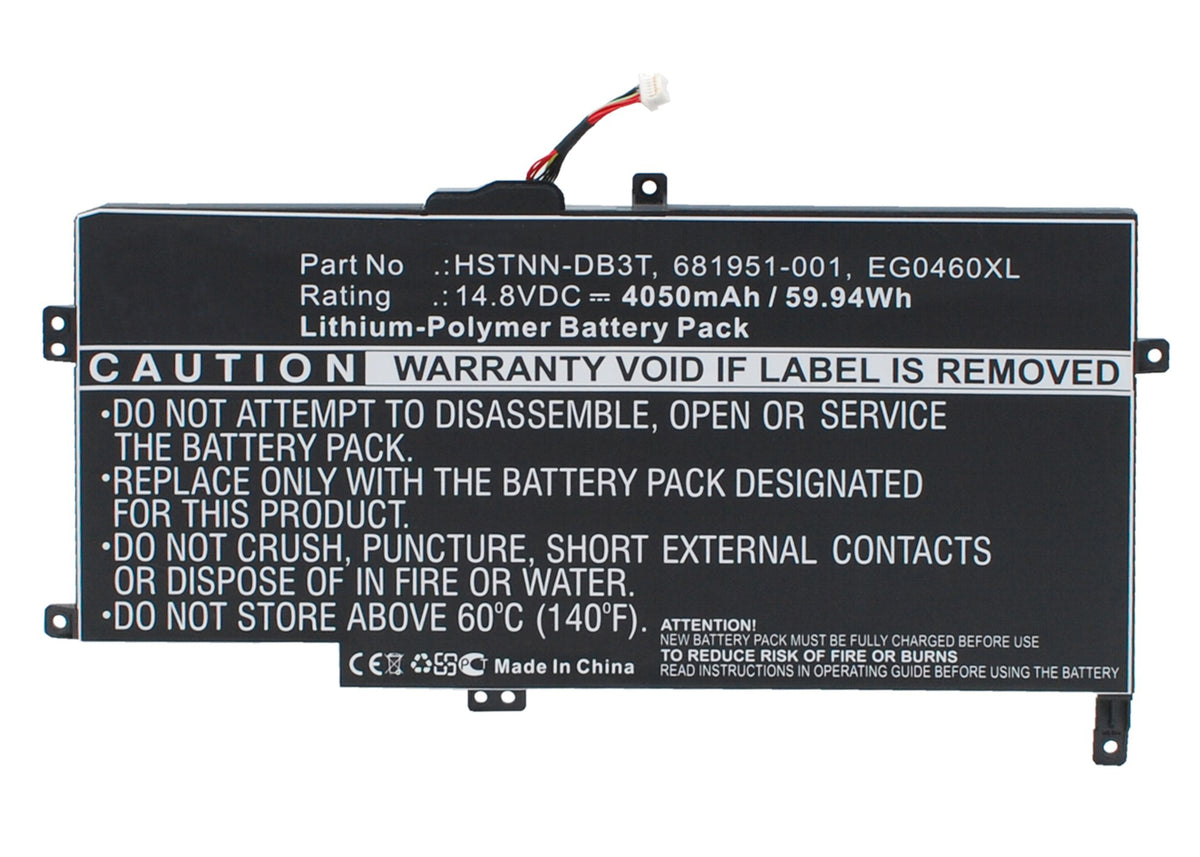 Part No .:HSTNN-DB3T, 681951-001, EG0460XL
Rating .:14.8VDC ⎓ 4050mAh / 59.94Wh
Lithium-Polymer Battery Pack
CAUTION WARRANTY VOID IF LABEL IS REMOVED
•DO NOT ATTEMPT TO DISASSEMBLE, OPEN OR SERVICE
THE BATTERY PACK.
•REPLACE ONLY WITH THE BATTERY PACK DESIGNATED
FOR THIS PRODUCT.
•DO NOT CRUSH, PUNCTURE, SHORT EXTERNAL CONTACTS
OR DISPOSE OF IN FIRE OR WATER.
•DO NOT STORE ABOVE 60⁰C (140⁰F).
ATTENTION!
NEW BATTERY PACK MUST BE FULLY CHARGED BEFORE USE
TO REDUCE RISK OF FIRE OR BURNS
READ INSTRUCTIONS IN OPERATING GUIDE BEFORE USING THE BATTERY
CE Made In China